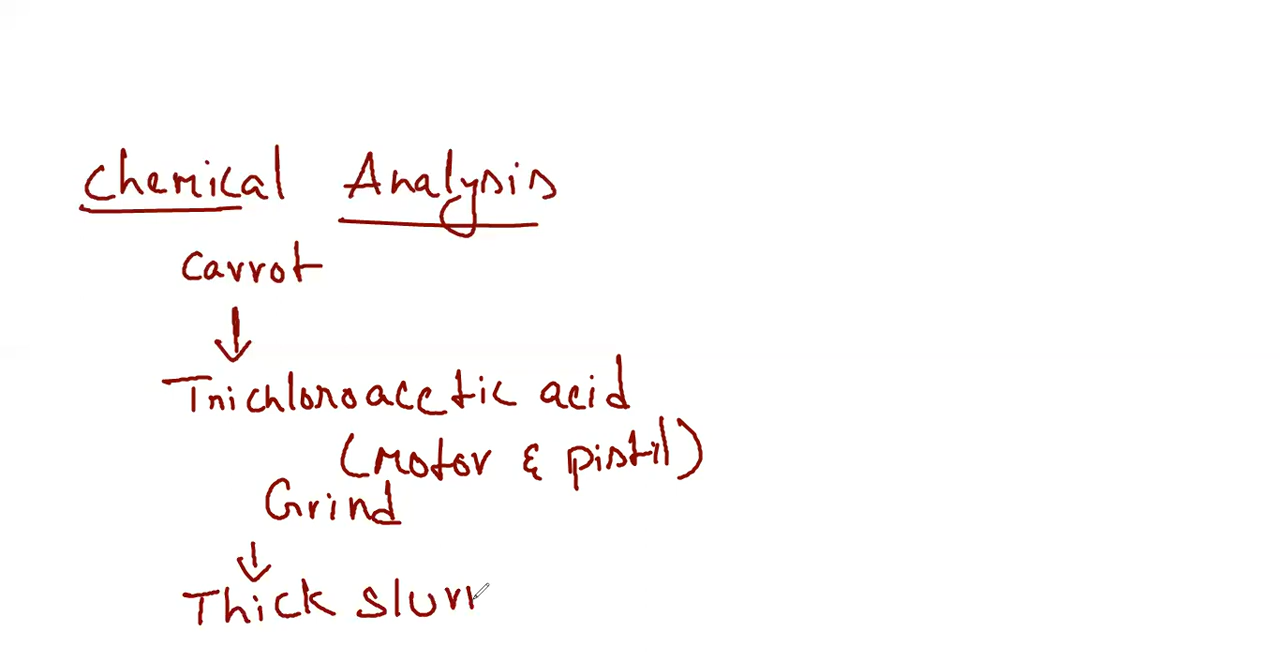 Chemical Analysis
Carrot
Trichloroacetic acid
(Motor & pistil)
Grind
Thick slurr